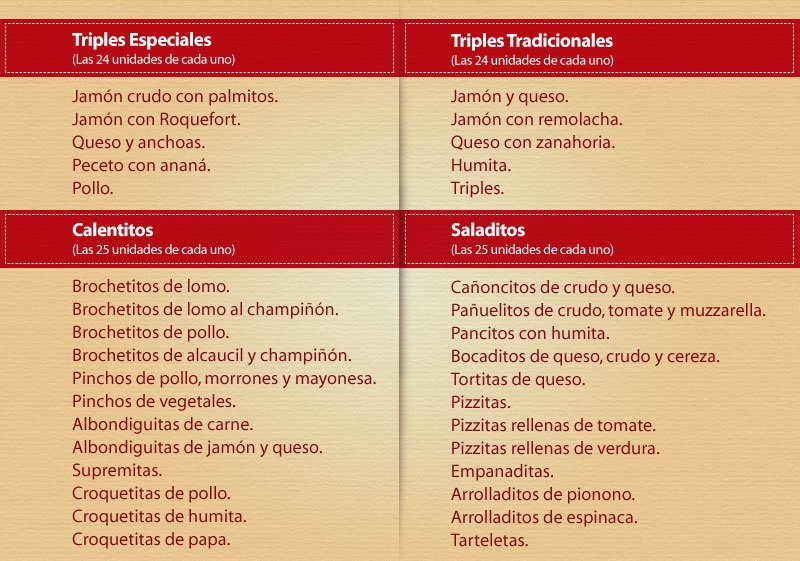 Triples Especiales
(Las 24 unidades de cada uno)
Jamón crudo con palmitos.
Jamón con Roquefort.
Queso y anchoas.
Peceto con ananá.
Pollo.
Triples Tradicionales
(Las 24 unidades de cada uno)
Jamón y queso.
Jamón con remolacha.
Queso con zanahoria.
Humita.
Triples.
Calentitos
(Las 25 unidades de cada uno)
Brochetitos de lomo.
Brochetitos de lomo al champiñón.
Brochetitos de pollo.
Brochetitos de alcaucil y champiñón.
Pinchos de pollo, morrones y mayonesa.
Pinchos de vegetales.
Albondiguitas de carne.
Albondiguitas de jamón y queso.
Supremitas.
Croquetitas de pollo.
Croquetitas de humita.
Croquetitas de papa.
Saladitos
(Las 25 unidades de cada uno)
Cañoncitos de crudo y queso.
Pañuelitos de crudo, tomate y muzzarella.
Pancitos con humita.
Bocaditos de queso, crudo y cereza.
Tortitas de queso.
Pizzitas.
Pizzitas rellenas de tomate.
Pizzitas rellenas de verdura.
Empanaditas.
Arrolladitos de pionono.
Arrolladitos de espinaca.
Tarteletas.